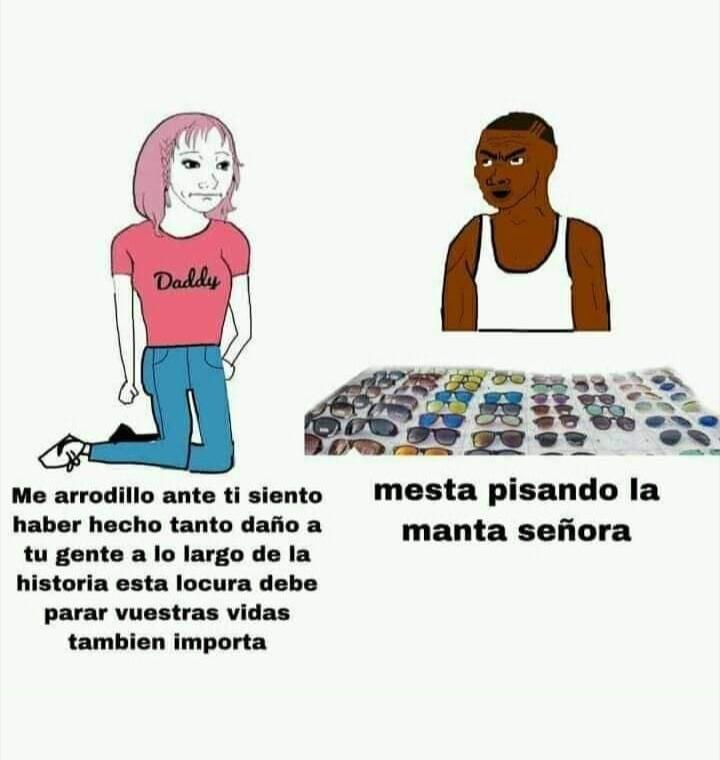 Daddy
Me arrodillo ante ti siento
haber hecho tanto daño a
tu gente a lo largo de la
historia esta locura debe
parar vuestras vidas
tambien importa
mesta pisando la
manta señora